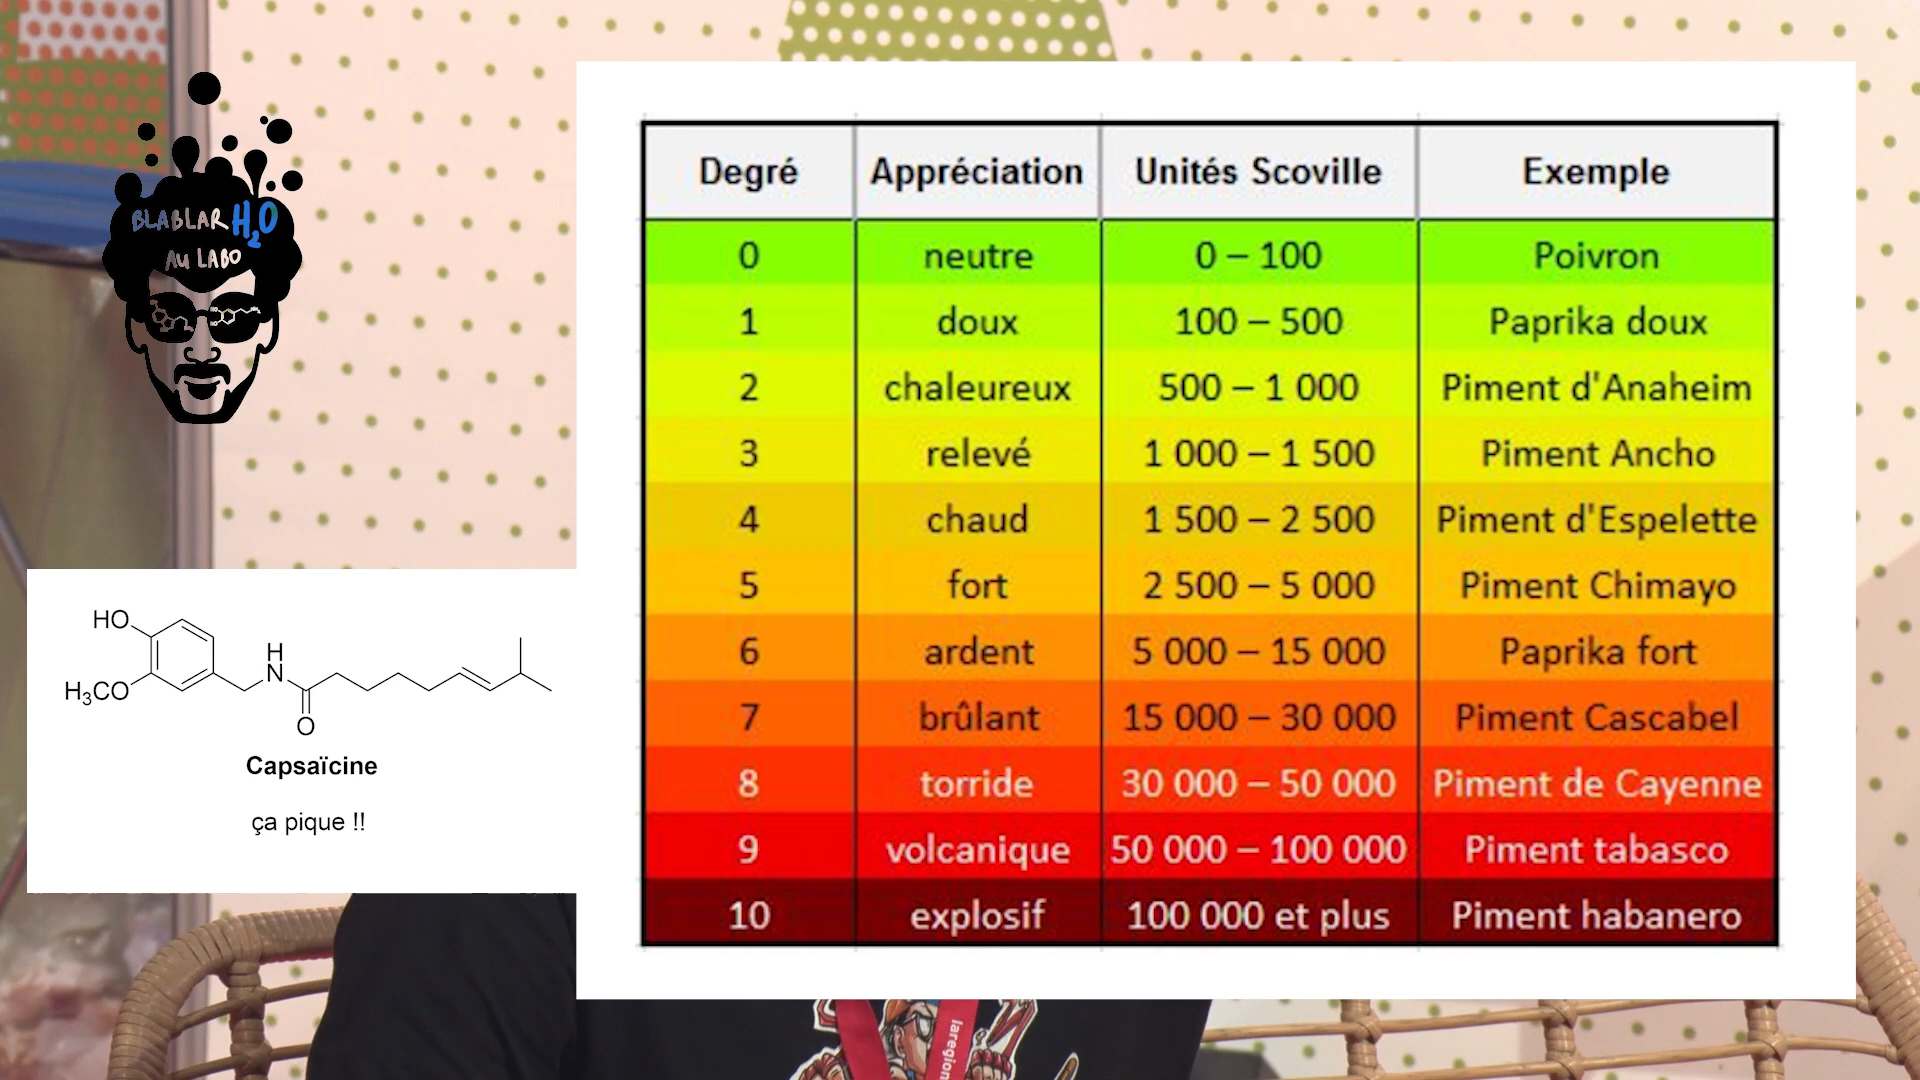 BLABLAR H2O
AU LABO
Degré Appréciation Unités Scoville Exemple
0 neutre 0 – 100 Poivron
1 doux 100 – 500 Paprika doux
2 chaleureux 500 – 1 000 Piment d'Anaheim
3 relevé 1 000 – 1 500 Piment Ancho
4 chaud 1 500 – 2 500 Piment d'Espelette
5 fort 2 500 – 5 000 Piment Chimayo
6 ardent 5 000 – 15 000 Paprika fort
7 brûlant 15 000 – 30 000 Piment Cascabel
8 torride 30 000 – 50 000 Piment de Cayenne
9 volcanique 50 000 – 100 000 Piment tabasco
10 explosif 100 000 et plus Piment habanero
HO
H3CO
H
N
O
Capsaïcine
ça pique !!
laregion